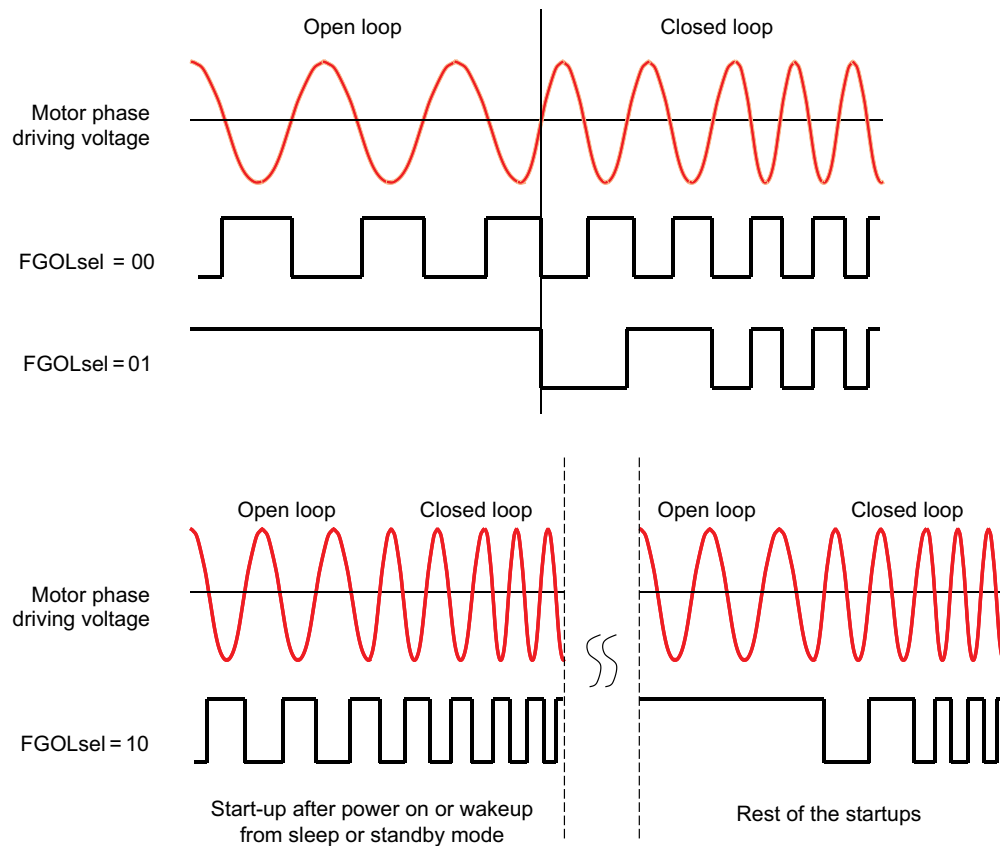 Open loop
Closed loop
Motor phase
driving voltage
FGOLsel = 00
FGOLsel = 01
Open loop
Closed loop
Open loop
Closed loop
Motor phase
driving voltage
FGOLsel = 10
Start-up after power on or wakeup
from sleep or standby mode
Rest of the startups